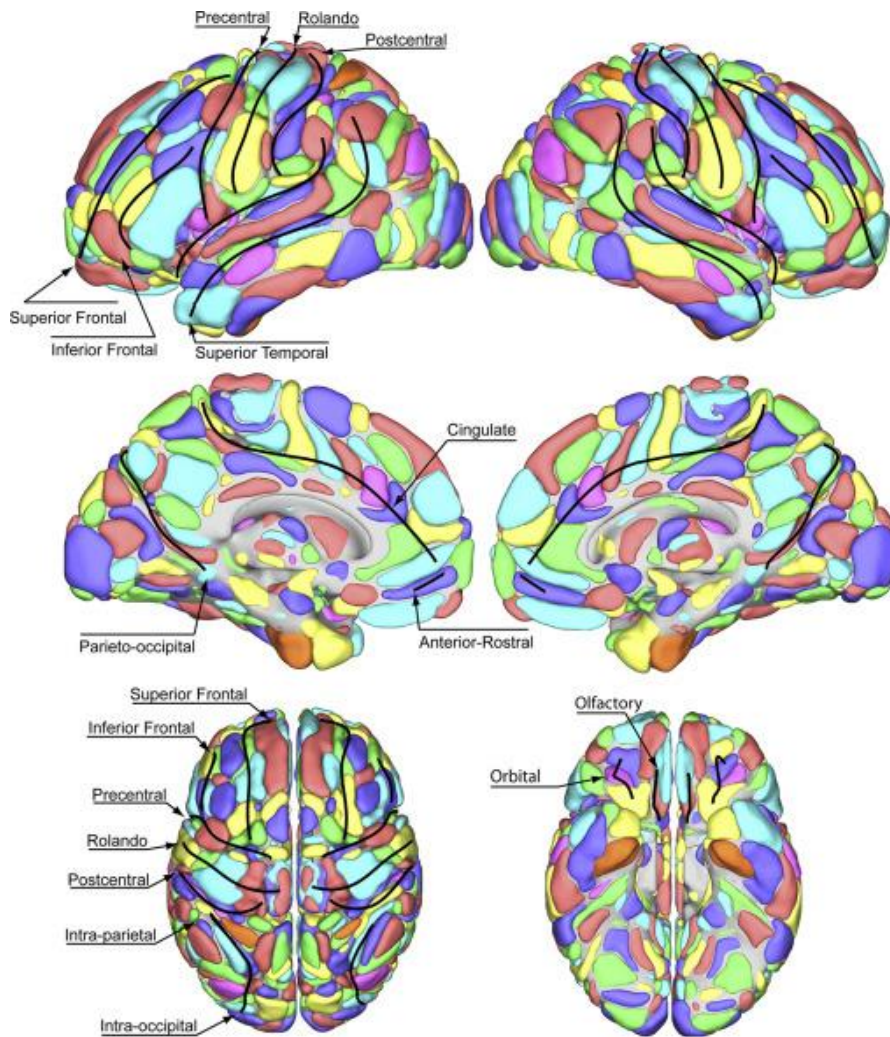 Precentral
Rolando
Postcentral
Superior Frontal
Inferior Frontal
Superior Temporal
Cingulate
Parieto-occipital
Anterior-Rostral
Superior Frontal
Inferior Frontal
Precentral
Rolando
Postcentral
Intra-parietal
Intra-occipital
Olfactory
Orbital